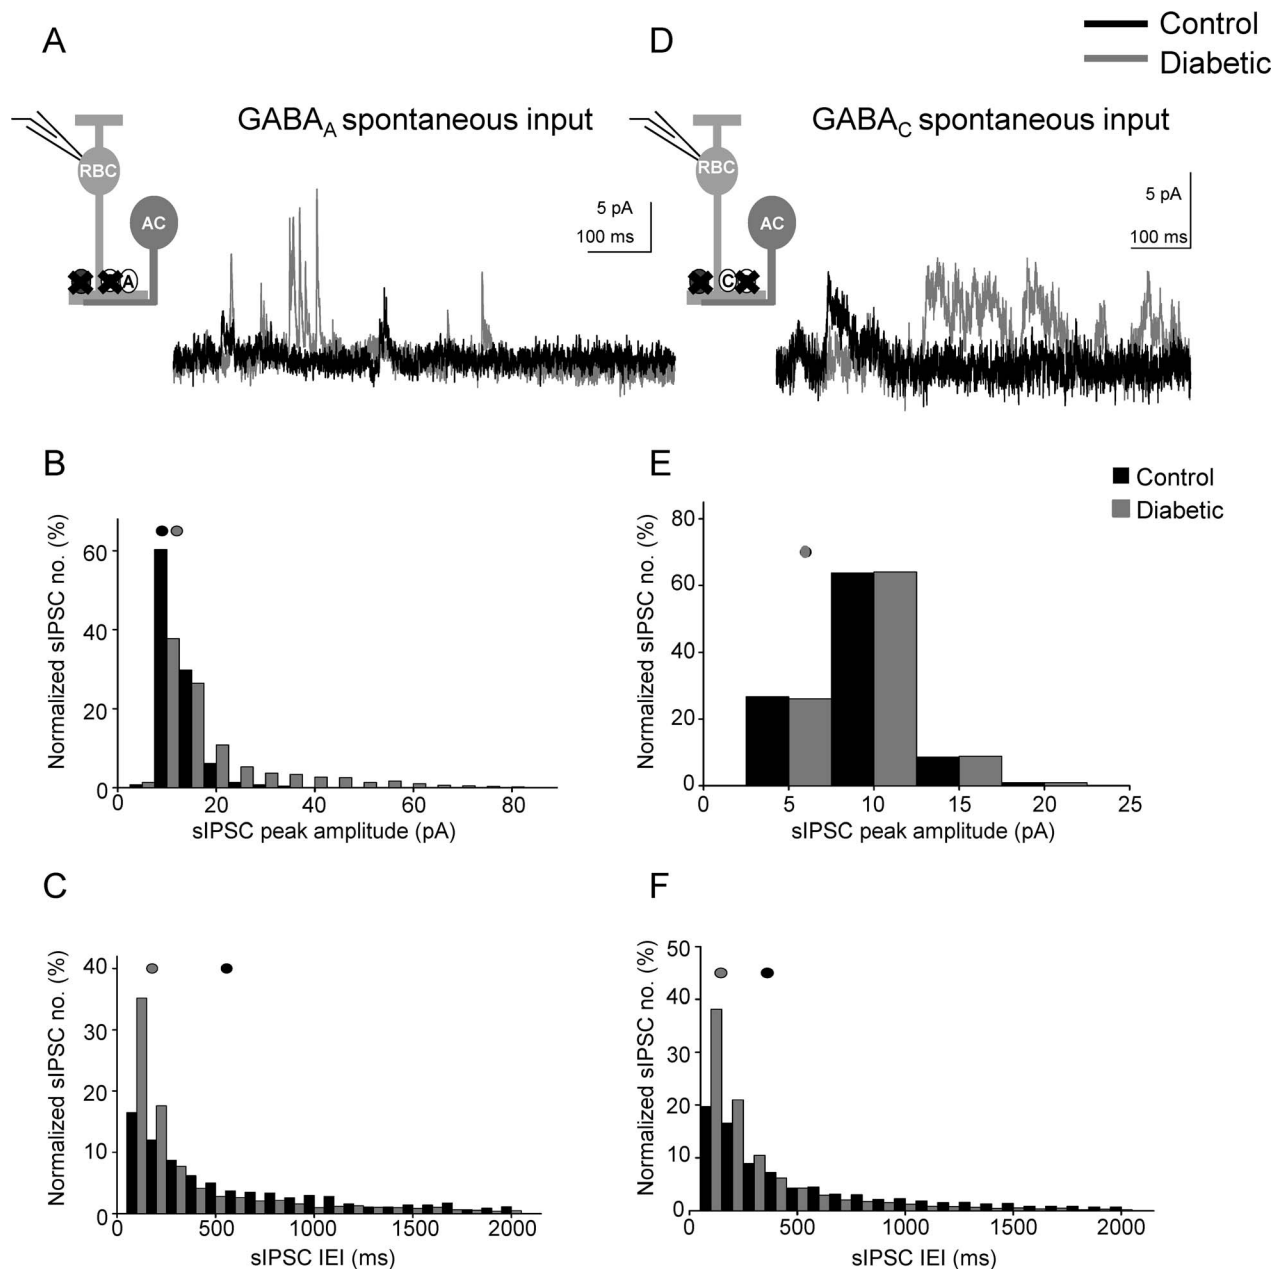 A
D
Control
Diabetic
GABA_A spontaneous input
GABA_C spontaneous input
RBC
AC
A
5 pA
100 ms
RBC
AC
C
5 pA
100 ms
B
Normalized sIPSC no. (%)
60
40
20
0
0 20 40 60 80
sIPSC peak amplitude (pA)
E
Control
Diabetic
Normalized sIPSC no. (%)
80
60
40
20
0
0 5 10 15 20 25
sIPSC peak amplitude (pA)
C
Normalized sIPSC no. (%)
40
30
20
10
0
0 500 1000 1500 2000
sIPSC IEI (ms)
F
Normalized sIPSC no. (%)
50
40
30
20
10
0
0 500 1000 1500 2000
sIPSC IEI (ms)